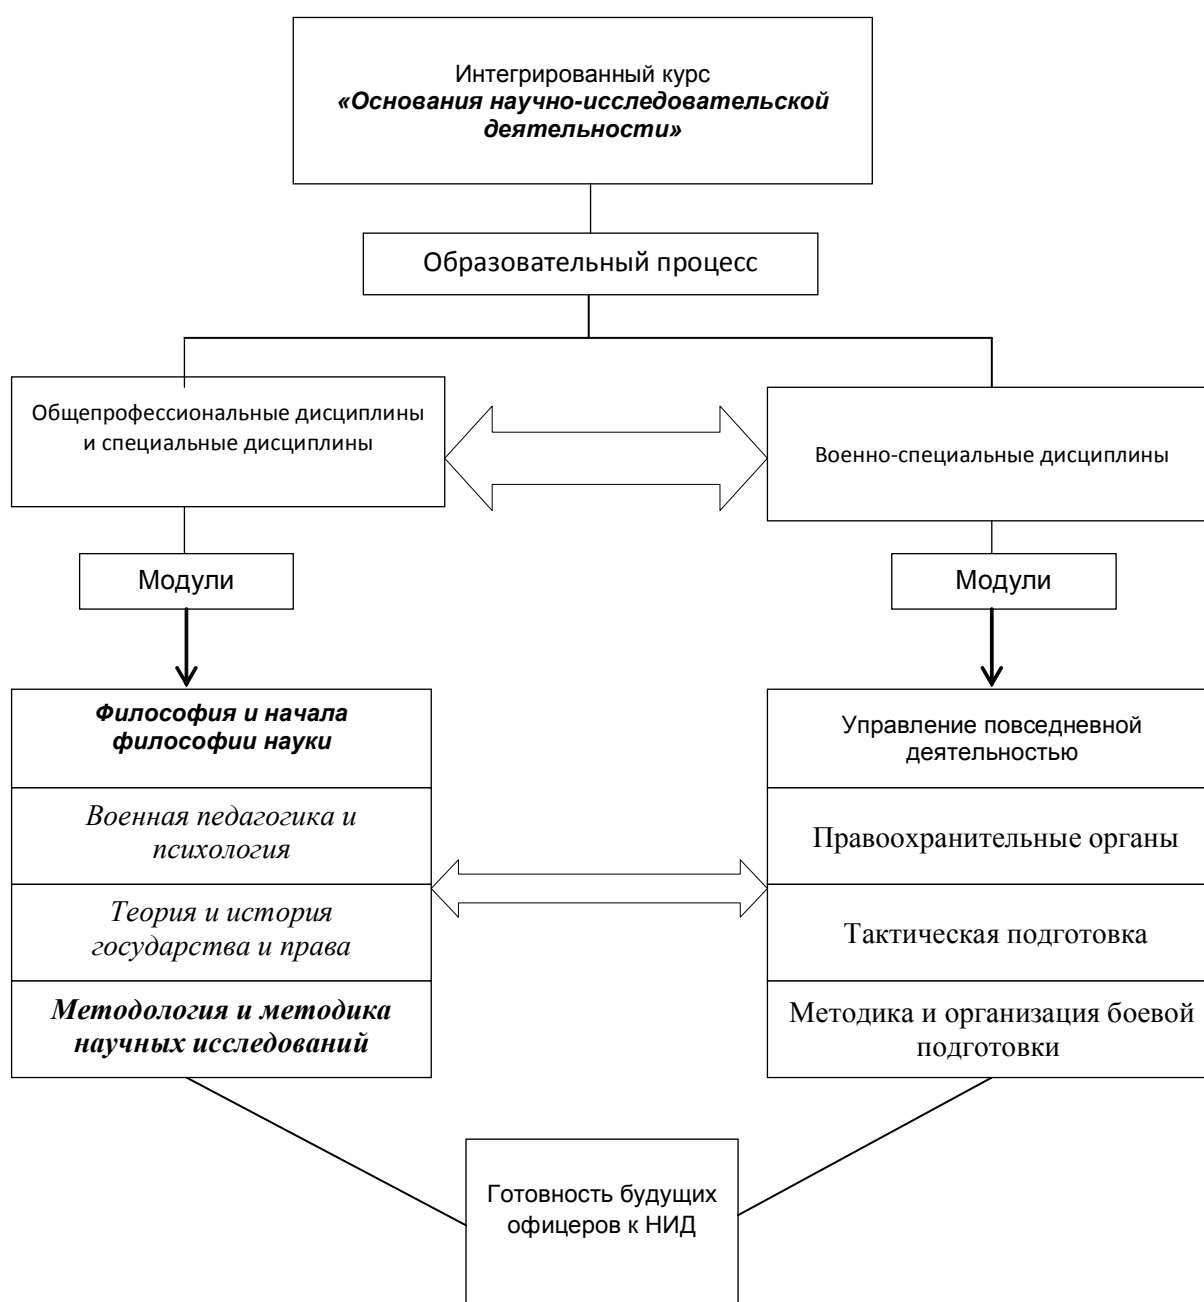 Интегрированный курс
«Основания научно-исследовательской
деятельности»
Образовательный процесс
Общепрофессиональные дисциплины
и специальные дисциплины
Военно-специальные дисциплины
Модули
Модули
Философия и начала
философии науки
Военная педагогика и
психология
Теория и история
государства и права
Методология и методика
научных исследований
Управление повседневной
деятельностью
Правоохранительные органы
Тактическая подготовка
Методика и организация боевой
подготовки
Готовность будущих
офицеров к НИД